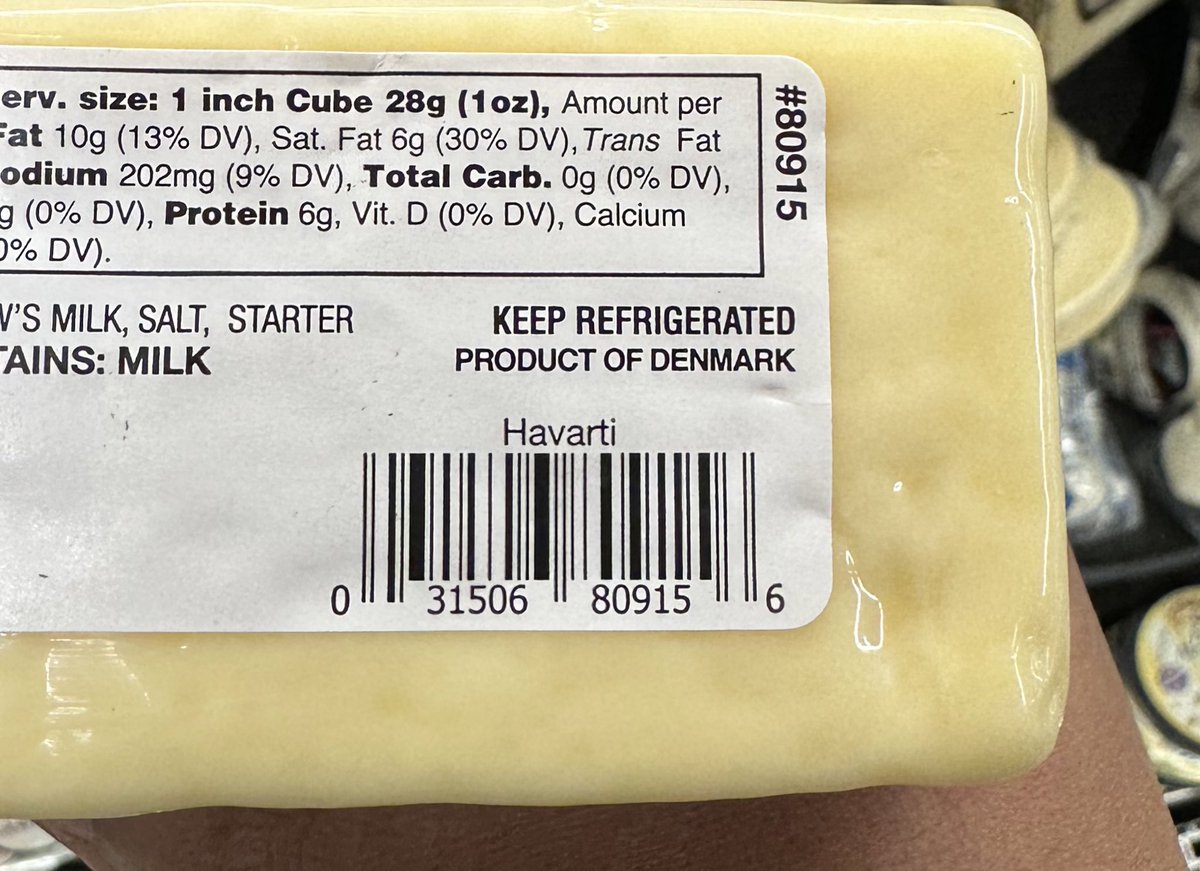 erv. size: 1 inch Cube 28g (1oz), Amount per
Fat 10g (13% DV), Sat. Fat 6g (30% DV), Trans Fat
odium 202mg (9% DV), Total Carb. 0g (0% DV),
g (0% DV), Protein 6g, Vit. D (0% DV), Calcium
0% DV).
#80915
W'S MILK, SALT, STARTER
TAINS: MILK
KEEP REFRIGERATED
PRODUCT OF DENMARK
Havarti
0 31506 80915 6